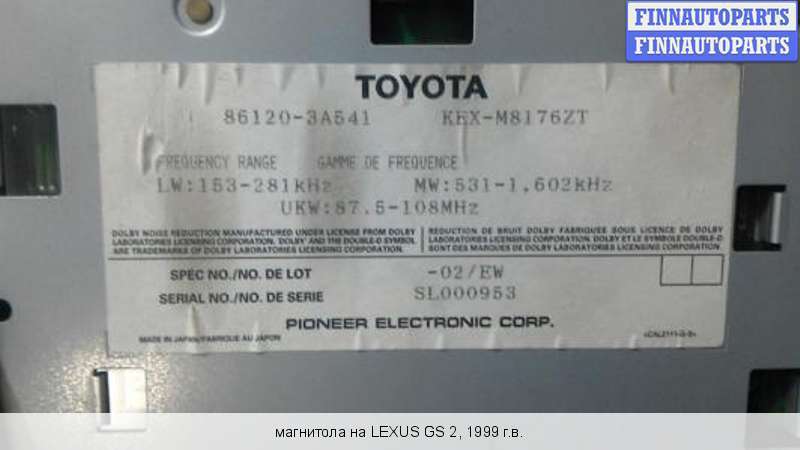 FINNAUTOPARTS
FINNAUTOPARTS
TOYOTA
86120-3A541 KEX-M8176ZT
FREQUENCY RANGE GAMME DE FREQUENCE
LW:153-281kHz MW:531-1,602kHz
UKW:87.5-108MHz
DOLBY NOISE REDUCTION MANUFACTURED UNDER LICENSE FROM DOLBY
LABORATORIES LICENSING CORPORATION. DOLBY AND THE DOUBLE-D SYMBOL
ARE TRADEMARKS OF DOLBY LABORATORIES LICENSING CORPORATION.
REDUCTION DE BRUIT DOLBY FABRIQUEE SOUS LICENCE DE DOLBY
LABORATORIES LICENSING CORPORATION. DOLBY ET LE SYMBOLE DOUBLE-D
SONT DES MARQUES DE DOLBY LABORATORIES LICENSING CORPORATION.
SPEC NO./NO. DE LOT -02/EW
SERIAL NO./NO. DE SERIE SL000953
PIONEER ELECTRONIC CORP.
MADE IN JAPAN/FABRIQUE AU JAPON
магнитола на LEXUS GS 2, 1999 г.в.